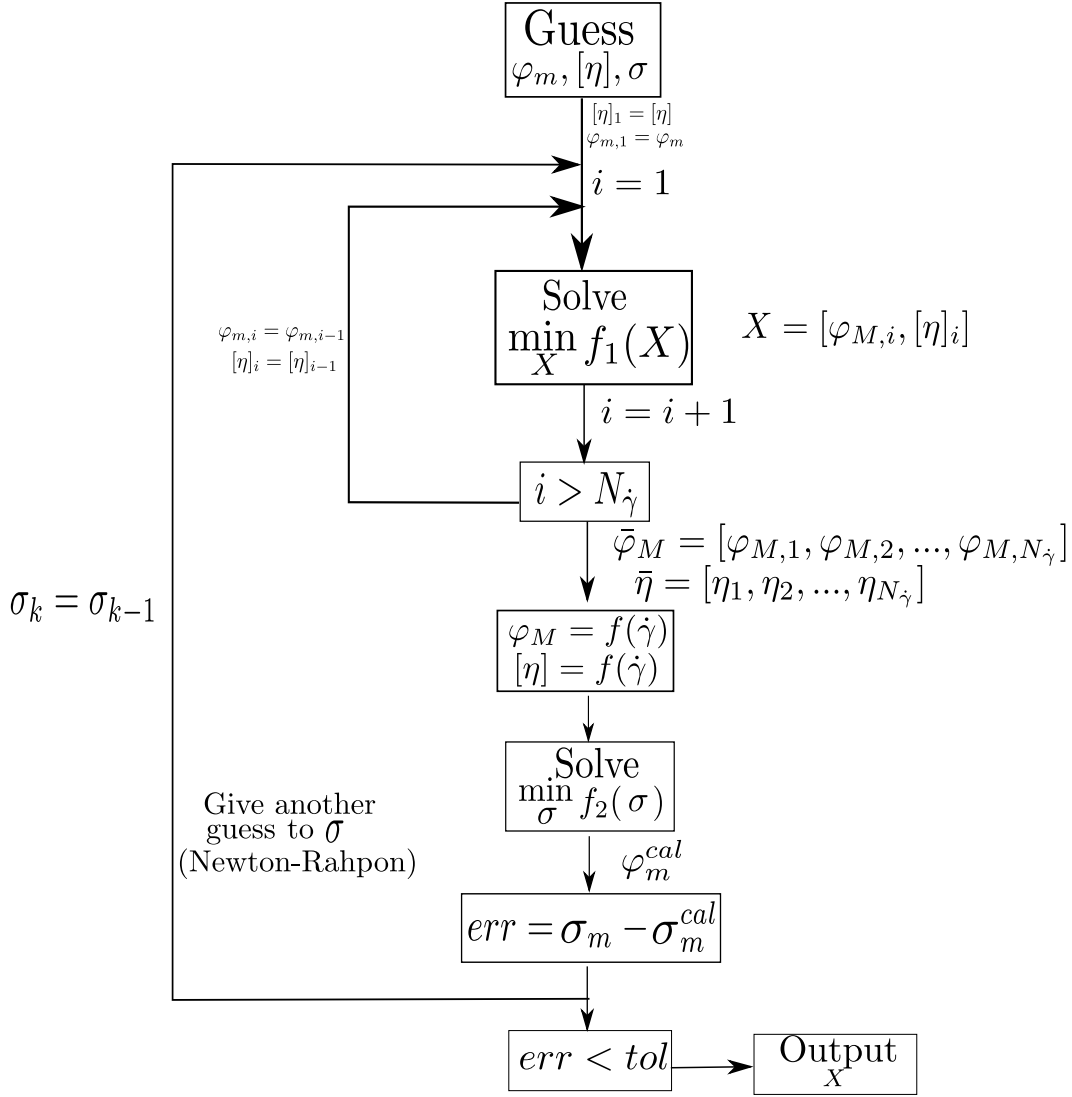 Guess
φ_m, [η], σ
[η]_1 = [η]
φ_{m,1} = φ_m
i = 1
Solve
min_X f_1(X)
X = [φ_{M,i}, [η]_i]
φ_{m,i} = φ_{m,i−1}
[η]_i = [η]_{i−1}
i = i + 1
i > N_γ̇
φ̄_M = [φ_{M,1}, φ_{M,2}, ..., φ_{M,N_γ̇}]
η̄ = [η_1, η_2, ..., η_{N_γ̇}]
σ_k = σ_{k−1}
φ_M = f(γ̇)
[η] = f(γ̇)
Solve
min_σ f_2(σ)
Give another
guess to σ
(Newton-Rahpon)
φ_m^{cal}
err = σ_m − σ_m^{cal}
err < tol
Output
X